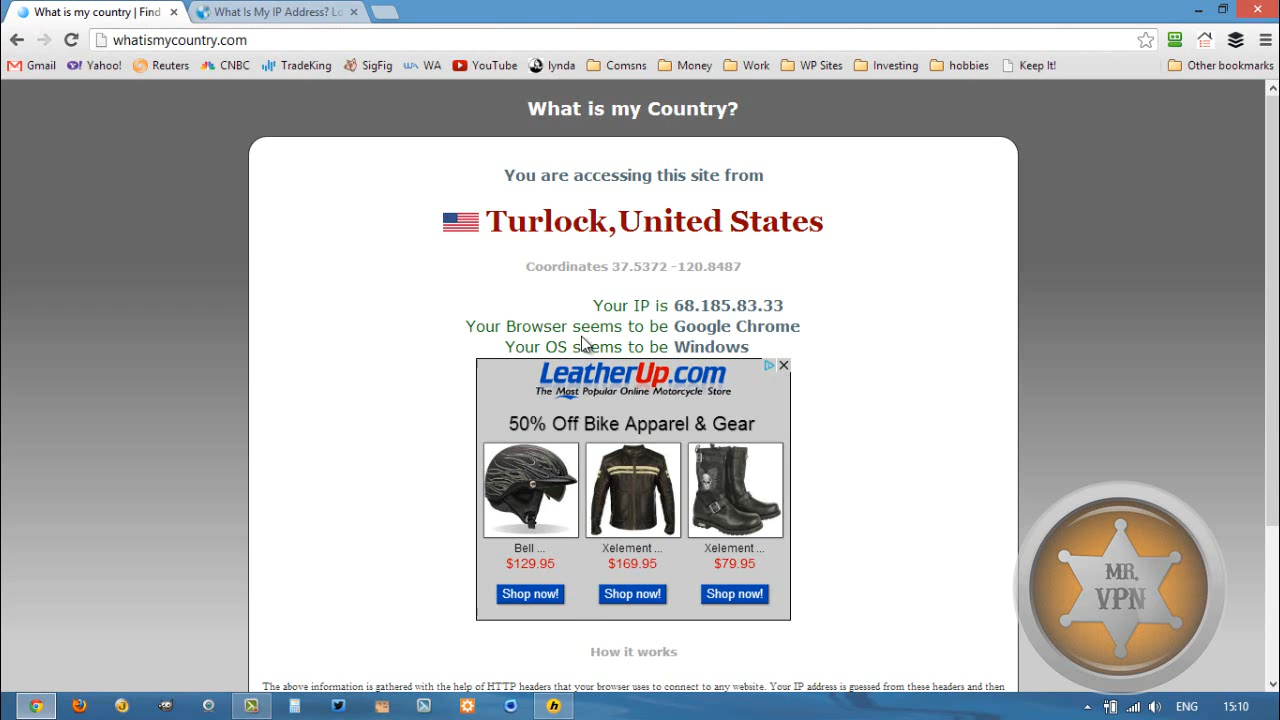 What is my country | Find
What Is My IP Address? Lo
whatismycountry.com
Gmail Yahoo! Reuters CNBC TradeKing SigFig WA YouTube lynda Comsns Money Work WP Sites Investing hobbies Keep It! Other bookmarks
What is my Country?
You are accessing this site from
Turlock,United States
Coordinates 37.5372 -120.8487
Your IP is 68.185.83.33
Your Browser seems to be Google Chrome
Your OS seems to be Windows
LeatherUp.com
The Most Popular Online Motorcycle Store
50% Off Bike Apparel & Gear
Bell ... Xelement ... Xelement ...
$129.95 $169.95 $79.95
Shop now! Shop now! Shop now!
MR.
VPN
How it works
The above information is gathered with the help of HTTP headers that your browser uses to connect to any website. Your IP address is guessed from these headers and then
ENG 15:10